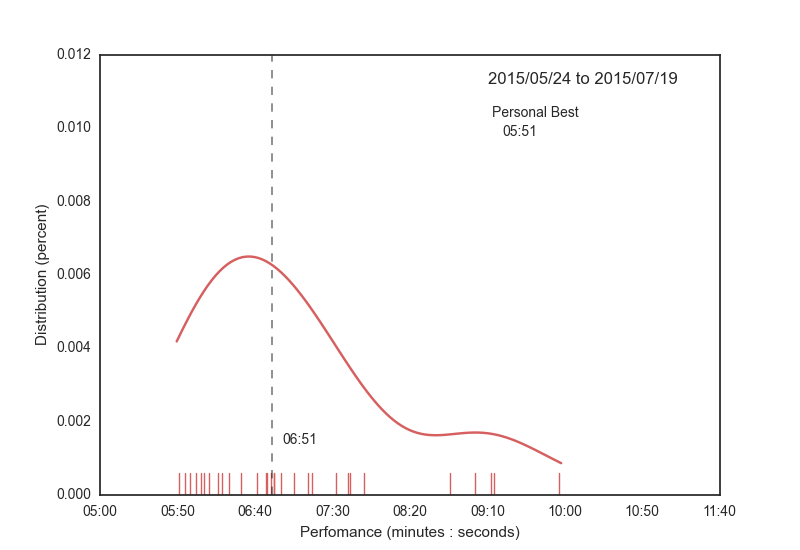 0.012
0.010
0.008
0.006
0.004
0.002
0.000
Distribution (percent)
2015/05/24 to 2015/07/19
Personal Best
05:51
06:51
05:00 05:50 06:40 07:30 08:20 09:10 10:00 10:50 11:40
Perfomance (minutes : seconds)